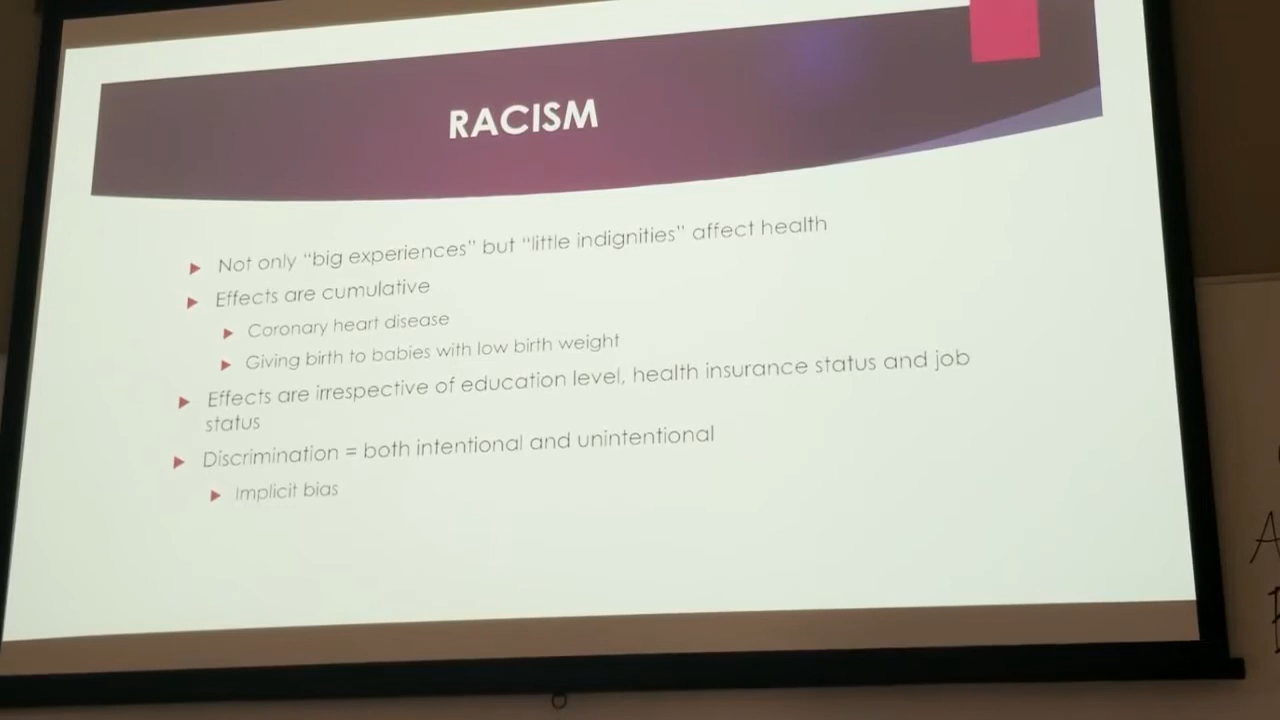 RACISM
Not only “big experiences” but “little indignities” affect health
Effects are cumulative
Coronary heart disease
Giving birth to babies with low birth weight
Effects are irrespective of education level, health insurance status and job
status
Discrimination = both intentional and unintentional
Implicit bias
A